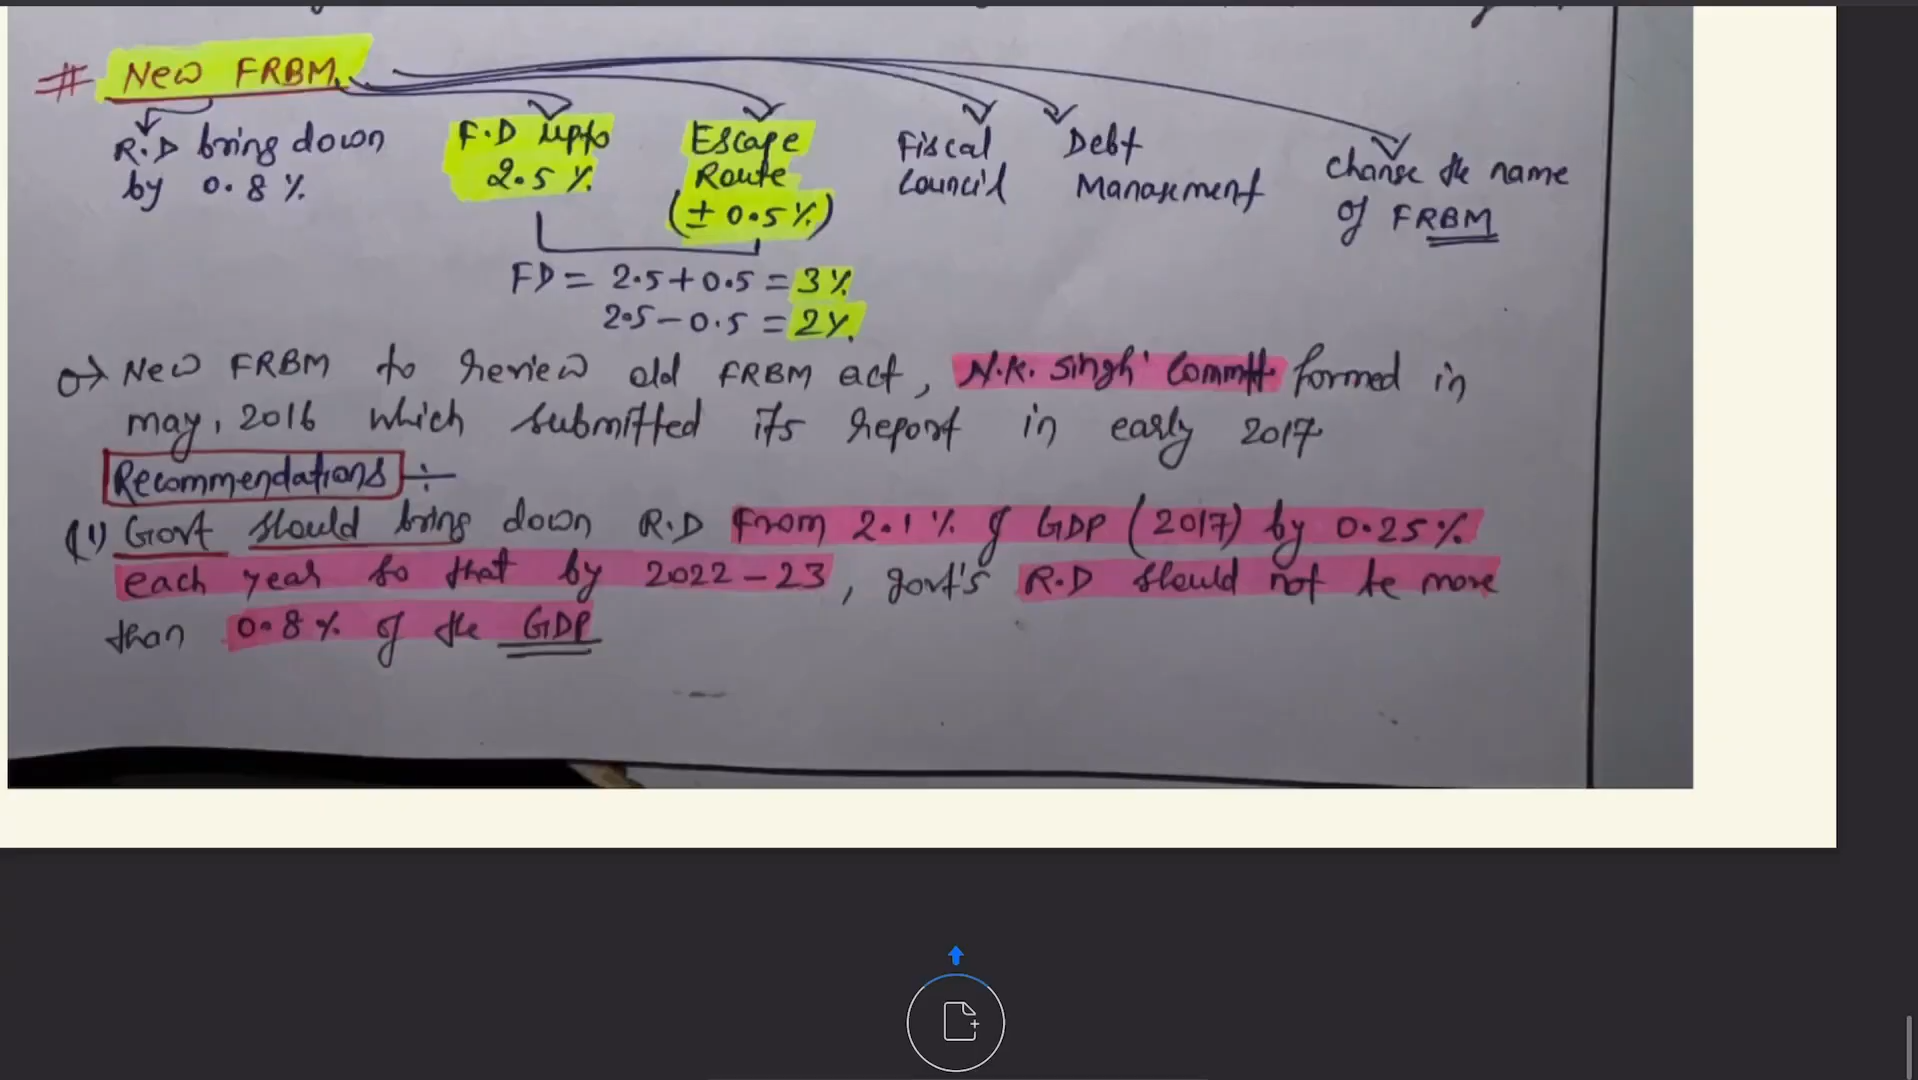 # New FRBM
R.D bring down
by 0.8 %
F.D upto
2.5 %
Escape
Route
(± 0.5 %)
Fiscal
Council
Debt
Management
Change the name
of FRBM
FD = 2.5 + 0.5 = 3 %
2.5 - 0.5 = 2 %
→ New FRBM to review old FRBM act, N.K. Singh Committ formed in
may, 2016 which submitted its report in early 2017
Recommendations ÷
(1) Govt should bring down R.D from 2.1 % of GDP (2017) by 0.25 %
each year so that by 2022-23, govt's R.D should not be more
than 0.8 % of the GDP